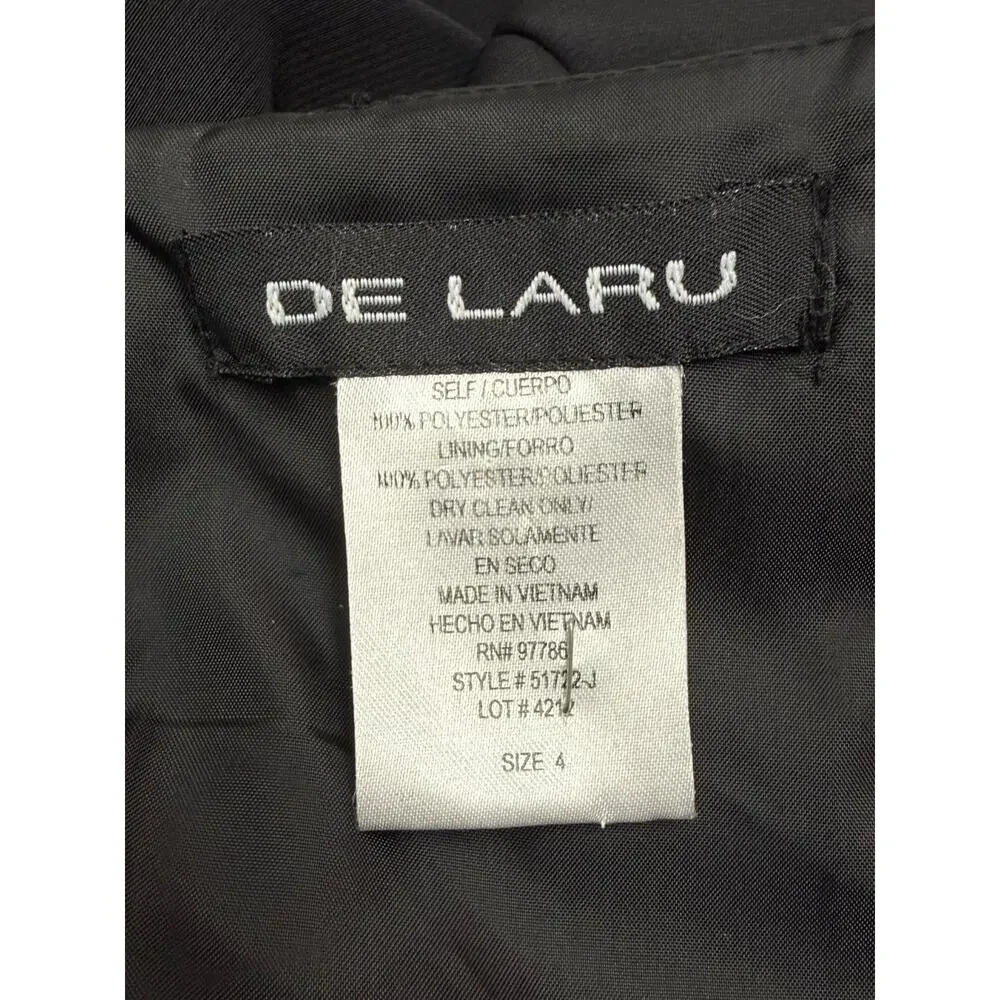 DE LARU
SELF / CUERPO
100% POLYESTER/POLIESTER
LINING/FORRO
100% POLYESTER/POLIESTER
DRY CLEAN ONLY/
LAVAR SOLAMENTE
EN SECO
MADE IN VIETNAM
HECHO EN VIETNAM
RN# 97786
STYLE # 51722-J
LOT # 4212
SIZE 4